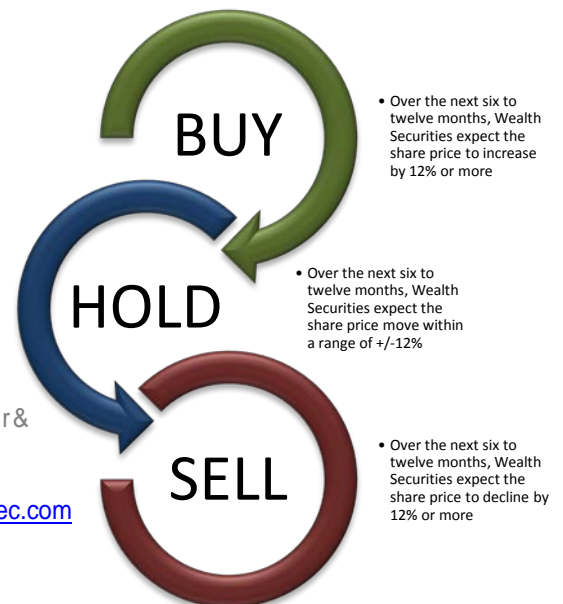 BUY
• Over the next six to
twelve months, Wealth
Securities expect the
share price to increase
by 12% or more
HOLD
• Over the next six to
twelve months, Wealth
Securities expect the
share price move within
a range of +/-12%
r&
SELL
• Over the next six to
twelve months, Wealth
Securities expect the
share price to decline by
12% or more
ec.com